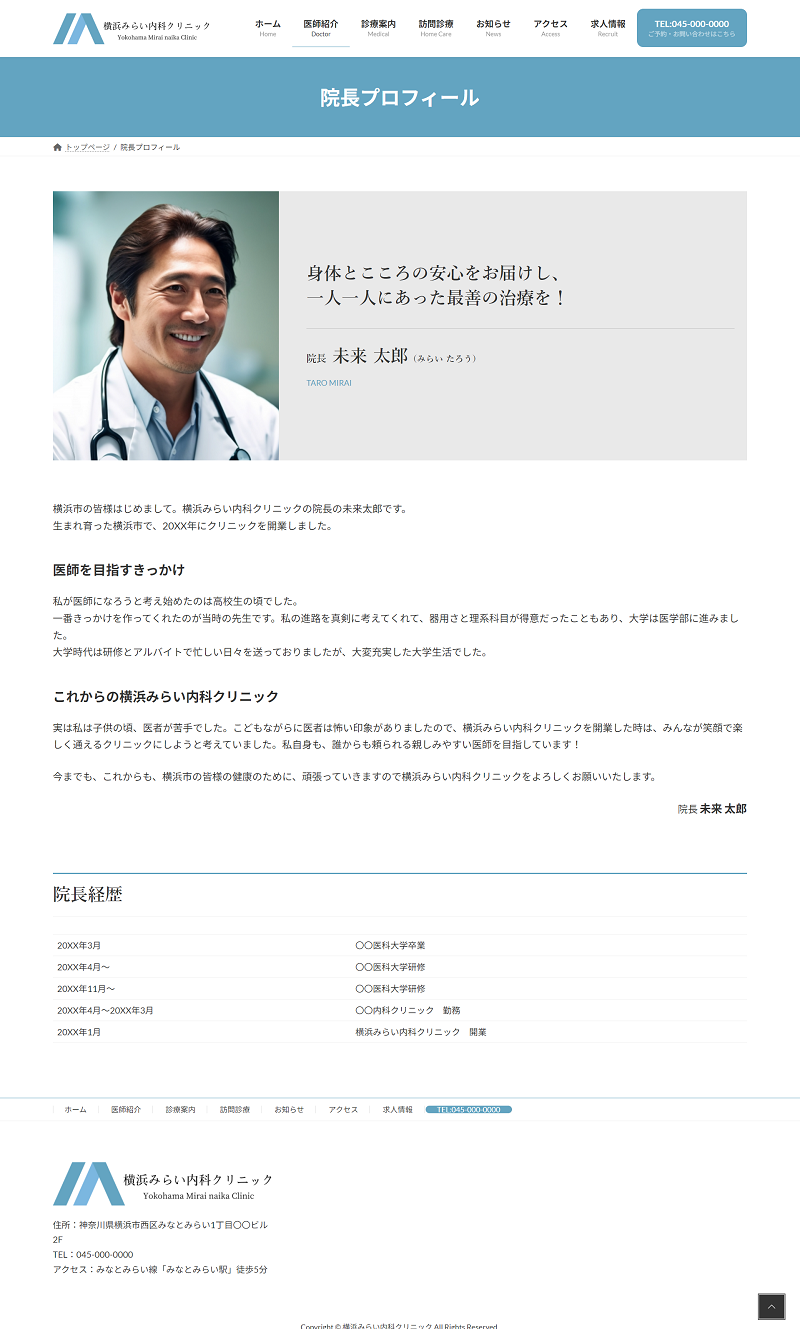 横浜みらい内科クリニック
Yokohama Mirai naika Clinic
ホーム
Home
医師紹介
Doctor
診療案内
Medical
訪問診療
Home Care
お知らせ
News
アクセス
Access
求人情報
Recruit
TEL:045-000-0000
ご予約・お問い合わせはこちら
院長プロフィール
トップページ / 院長プロフィール
身体とこころの安心をお届けし、
一人一人にあった最善の治療を！
院長 未来 太郎（みらい たろう）
TARO MIRAI
横浜市の皆様はじめまして。横浜みらい内科クリニックの院長の未来太郎です。
生まれ育った横浜市で、20XX年にクリニックを開業しました。
医師を目指すきっかけ
私が医師になろうと考え始めたのは高校生の頃でした。
一番きっかけを作ってくれたのが当時の先生です。私の進路を真剣に考えてくれて、器用さと理系科目が得意だったこともあり、大学は医学部に進みまし
た。
大学時代は研修とアルバイトで忙しい日々を送っておりましたが、大変充実した大学生活でした。
これからの横浜みらい内科クリニック
実は私は子供の頃、医者が苦手でした。こどもながらに医者は怖い印象がありましたので、横浜みらい内科クリニックを開業した時は、みんなが笑顔で楽
しく通えるクリニックにしようと考えていました。私自身も、誰からも頼られる親しみやすい医師を目指しています！
今までも、これからも、横浜市の皆様の健康のために、頑張っていきますので横浜みらい内科クリニックをよろしくお願いいたします。
院長 未来 太郎
院長経歴
20XX年3月 〇〇医科大学卒業
20XX年4月〜 〇〇医科大学研修
20XX年11月〜 〇〇医科大学研修
20XX年4月〜20XX年3月 〇〇内科クリニック　勤務
20XX年1月 横浜みらい内科クリニック　開業
ホーム 医師紹介 診療案内 訪問診療 お知らせ アクセス 求人情報 TEL:045-000-0000
横浜みらい内科クリニック
Yokohama Mirai naika Clinic
住所：神奈川県横浜市西区みなとみらい1丁目〇〇ビル
2F
TEL：045-000-0000
アクセス：みなとみらい線「みなとみらい駅」徒歩5分
Copyright © 横浜みらい内科クリニック All Rights Reserved.